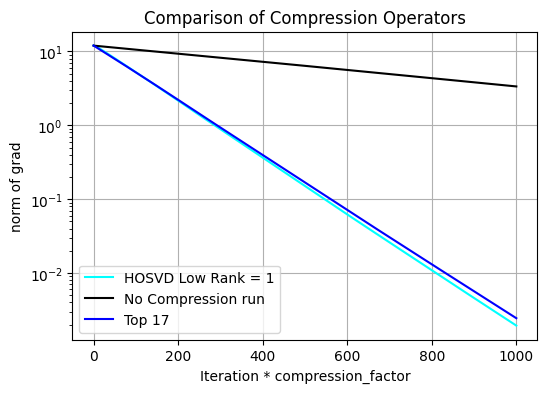 Comparison of Compression Operators
norm of grad
10^1
10^0
10^-1
10^-2
HOSVD Low Rank = 1
No Compression run
Top 17
0 200 400 600 800 1000
Iteration * compression_factor